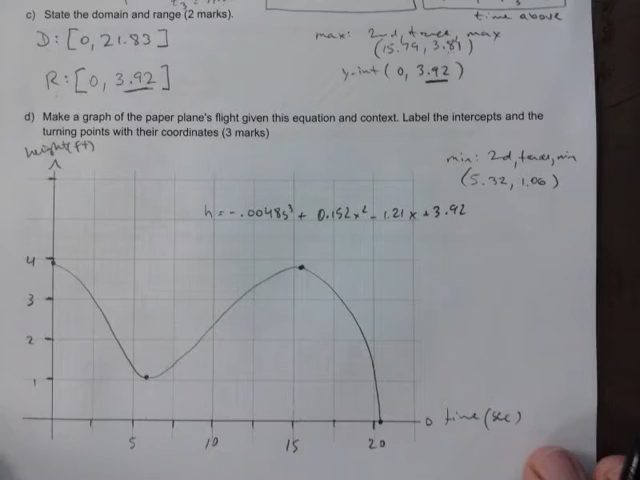 time above
c) State the domain and range (2 marks).
D: [0, 21.83]
max: 2nd, trace, max
(15.79, 3.81)
R: [0, 3.92]
y-int (0, 3.92)
d) Make a graph of the paper plane's flight given this equation and context. Label the intercepts and the
turning points with their coordinates (3 marks)
height(ft)
min: 2nd, trace, min
(5.32, 1.06)
h = -.0048s³ + 0.152x² - 1.21x + 3.92
4
3
2
1
5
10
15
20
time (sec)